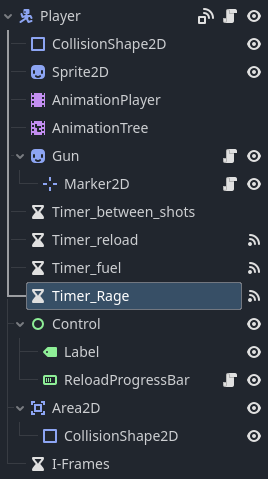 Player
CollisionShape2D
Sprite2D
AnimationPlayer
AnimationTree
Gun
Marker2D
Timer_between_shots
Timer_reload
Timer_fuel
Timer_Rage
Control
Label
ReloadProgressBar
Area2D
CollisionShape2D
I-Frames